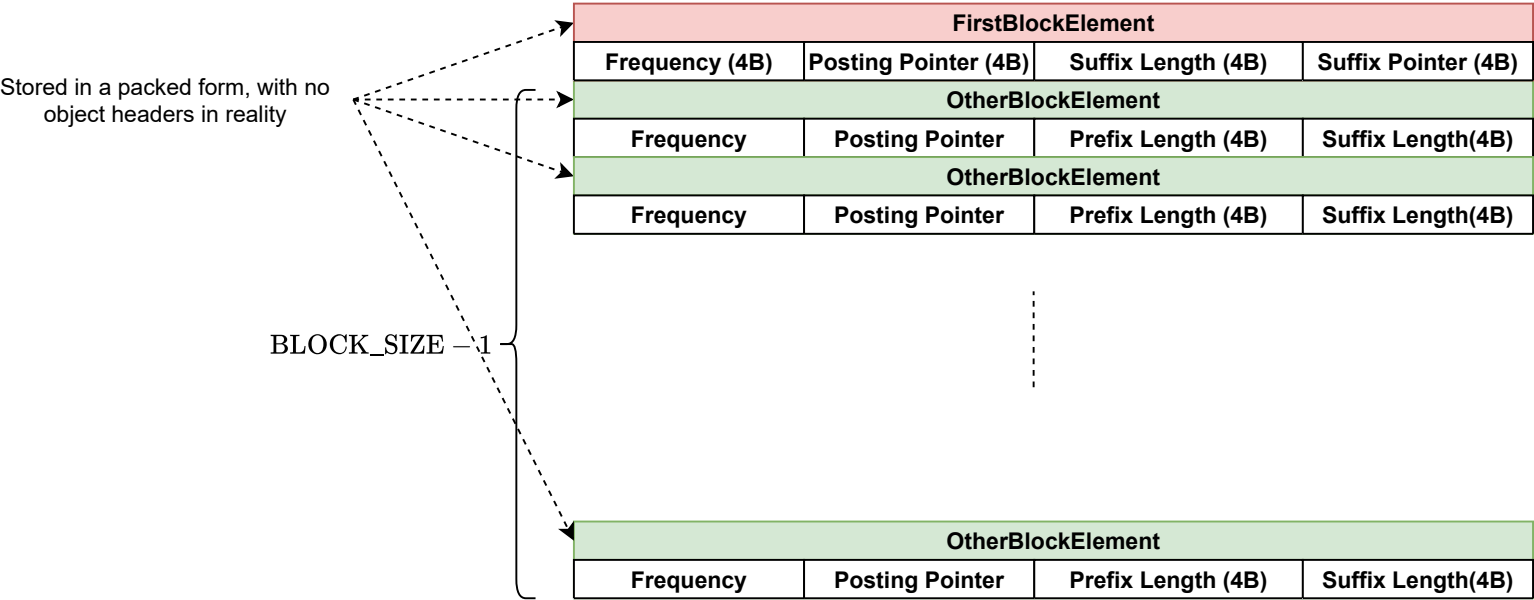 FirstBlockElement
Frequency (4B) Posting Pointer (4B) Suffix Length (4B) Suffix Pointer (4B)
Stored in a packed form, with no
object headers in reality
OtherBlockElement
Frequency Posting Pointer Prefix Length (4B) Suffix Length(4B)
OtherBlockElement
Frequency Posting Pointer Prefix Length (4B) Suffix Length(4B)
BLOCK_SIZE − 1
OtherBlockElement
Frequency Posting Pointer Prefix Length (4B) Suffix Length(4B)